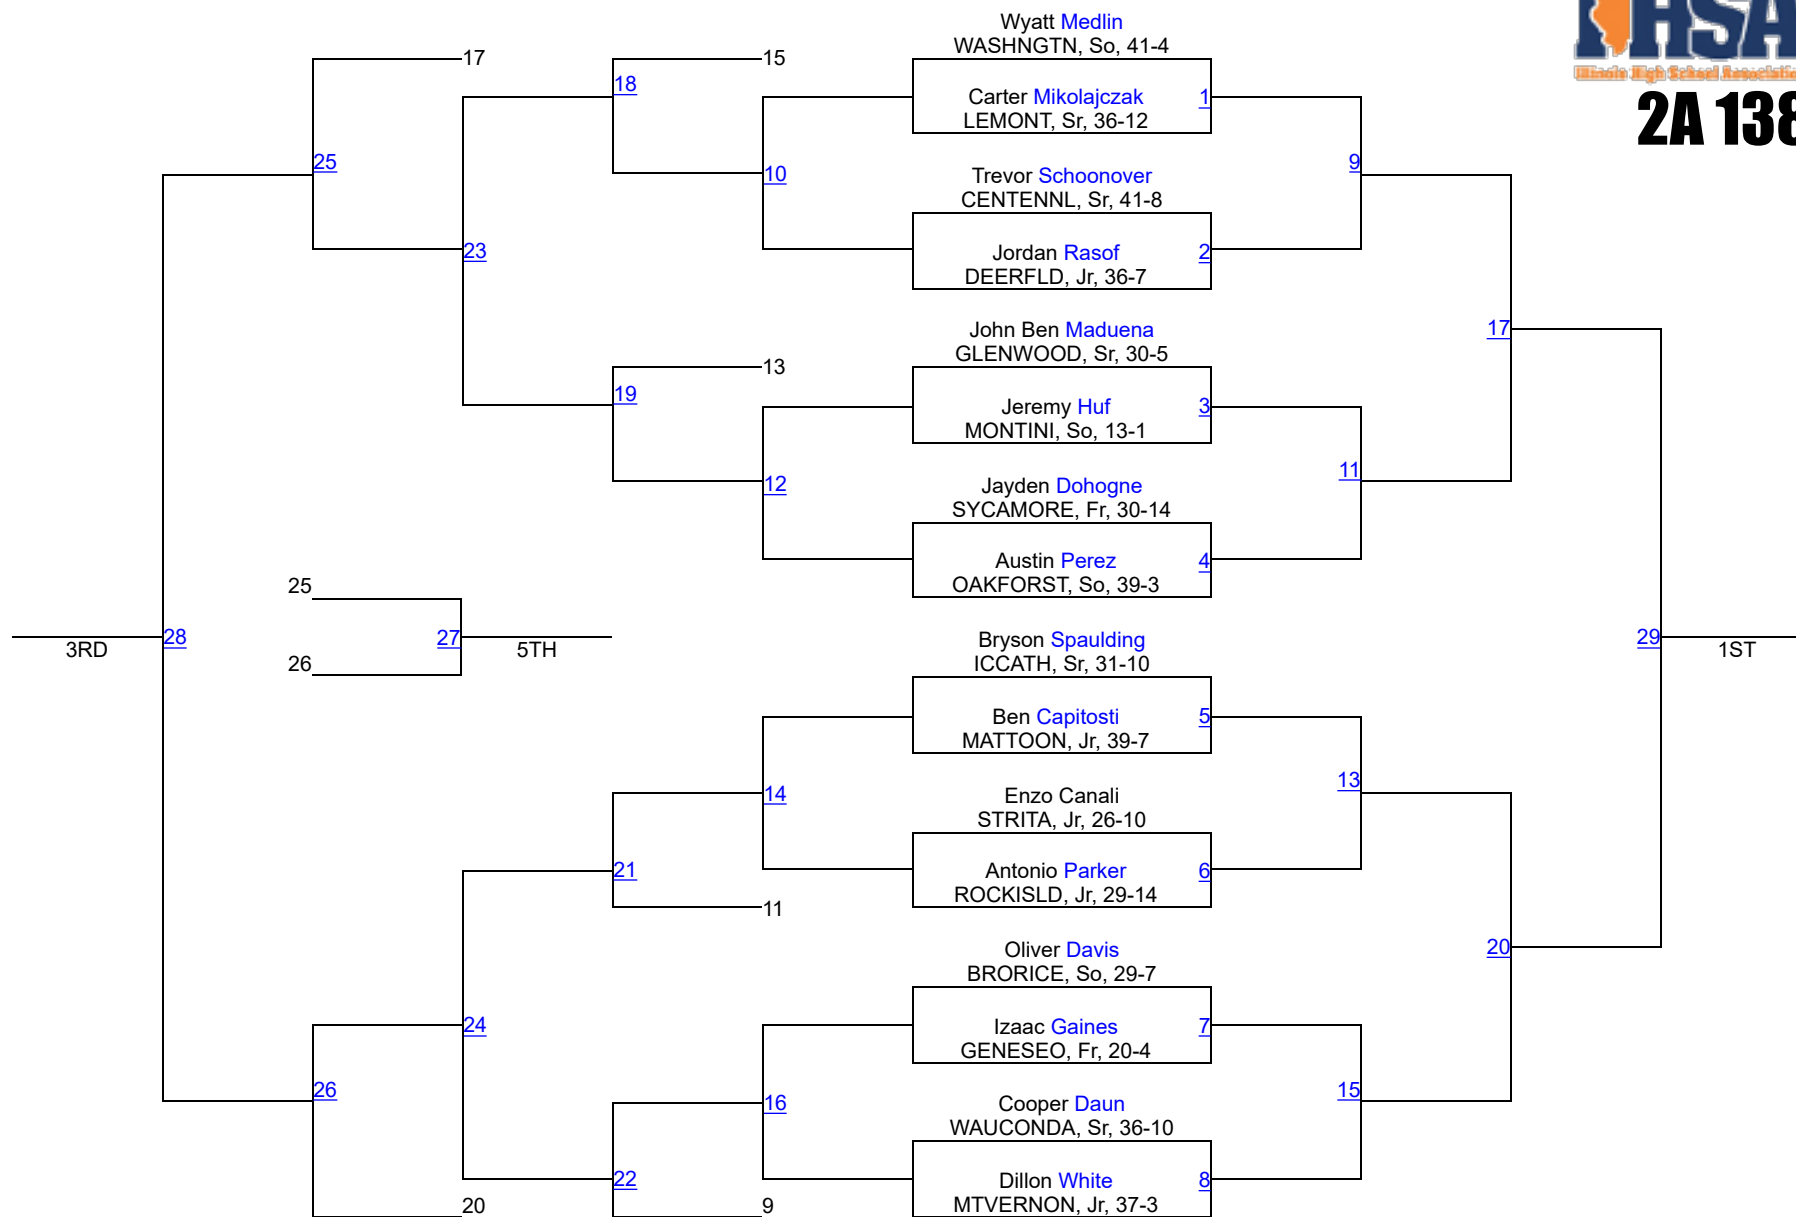 IHSA
Illinois High School Association
2A 138
Wyatt Medlin
WASHNGTN, So, 41-4
17
15
18
Carter Mikolajczak
1
LEMONT, Sr, 36-12
25
10
Trevor Schoonover
9
CENTENNL, Sr, 41-8
23
Jordan Rasof
2
DEERFLD, Jr, 36-7
John Ben Maduena
17
GLENWOOD, Sr, 30-5
13
19
Jeremy Huf
3
MONTINI, So, 13-1
12
Jayden Dohogne
11
SYCAMORE, Fr, 30-14
Austin Perez
4
OAKFORST, So, 39-3
25
3RD
28
27
5TH
26
Bryson Spaulding
29
1ST
ICCATH, Sr, 31-10
Ben Capitosti
5
MATTOON, Jr, 39-7
14
Enzo Canali
13
STRITA, Jr, 26-10
21
Antonio Parker
6
ROCKISLD, Jr, 29-14
11
Oliver Davis
20
BRORICE, So, 29-7
24
Izaac Gaines
7
GENESEO, Fr, 20-4
26
16
Cooper Daun
15
WAUCONDA, Sr, 36-10
22
Dillon White
8
MTVERNON, Jr, 37-3
20
9